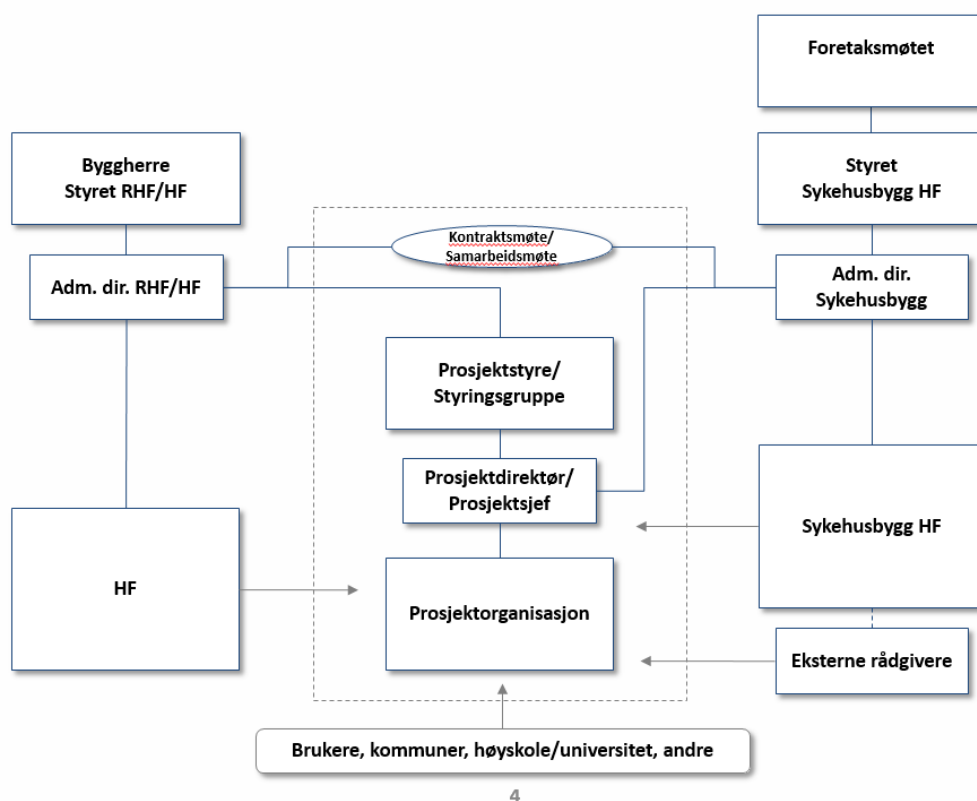 Foretaksmøtet
Byggherre
Styret RHF/HF
Styret
Sykehusbygg HF
Kontraktsmøte/
Samarbeidsmøte
Adm. dir. RHF/HF
Adm. dir.
Sykehusbygg
Prosjektstyre/
Styringsgruppe
Prosjektdirektør/
Prosjektsjef
Sykehusbygg HF
HF
Prosjektorganisasjon
Eksterne rådgivere
Brukere, kommuner, høyskole/universitet, andre
4